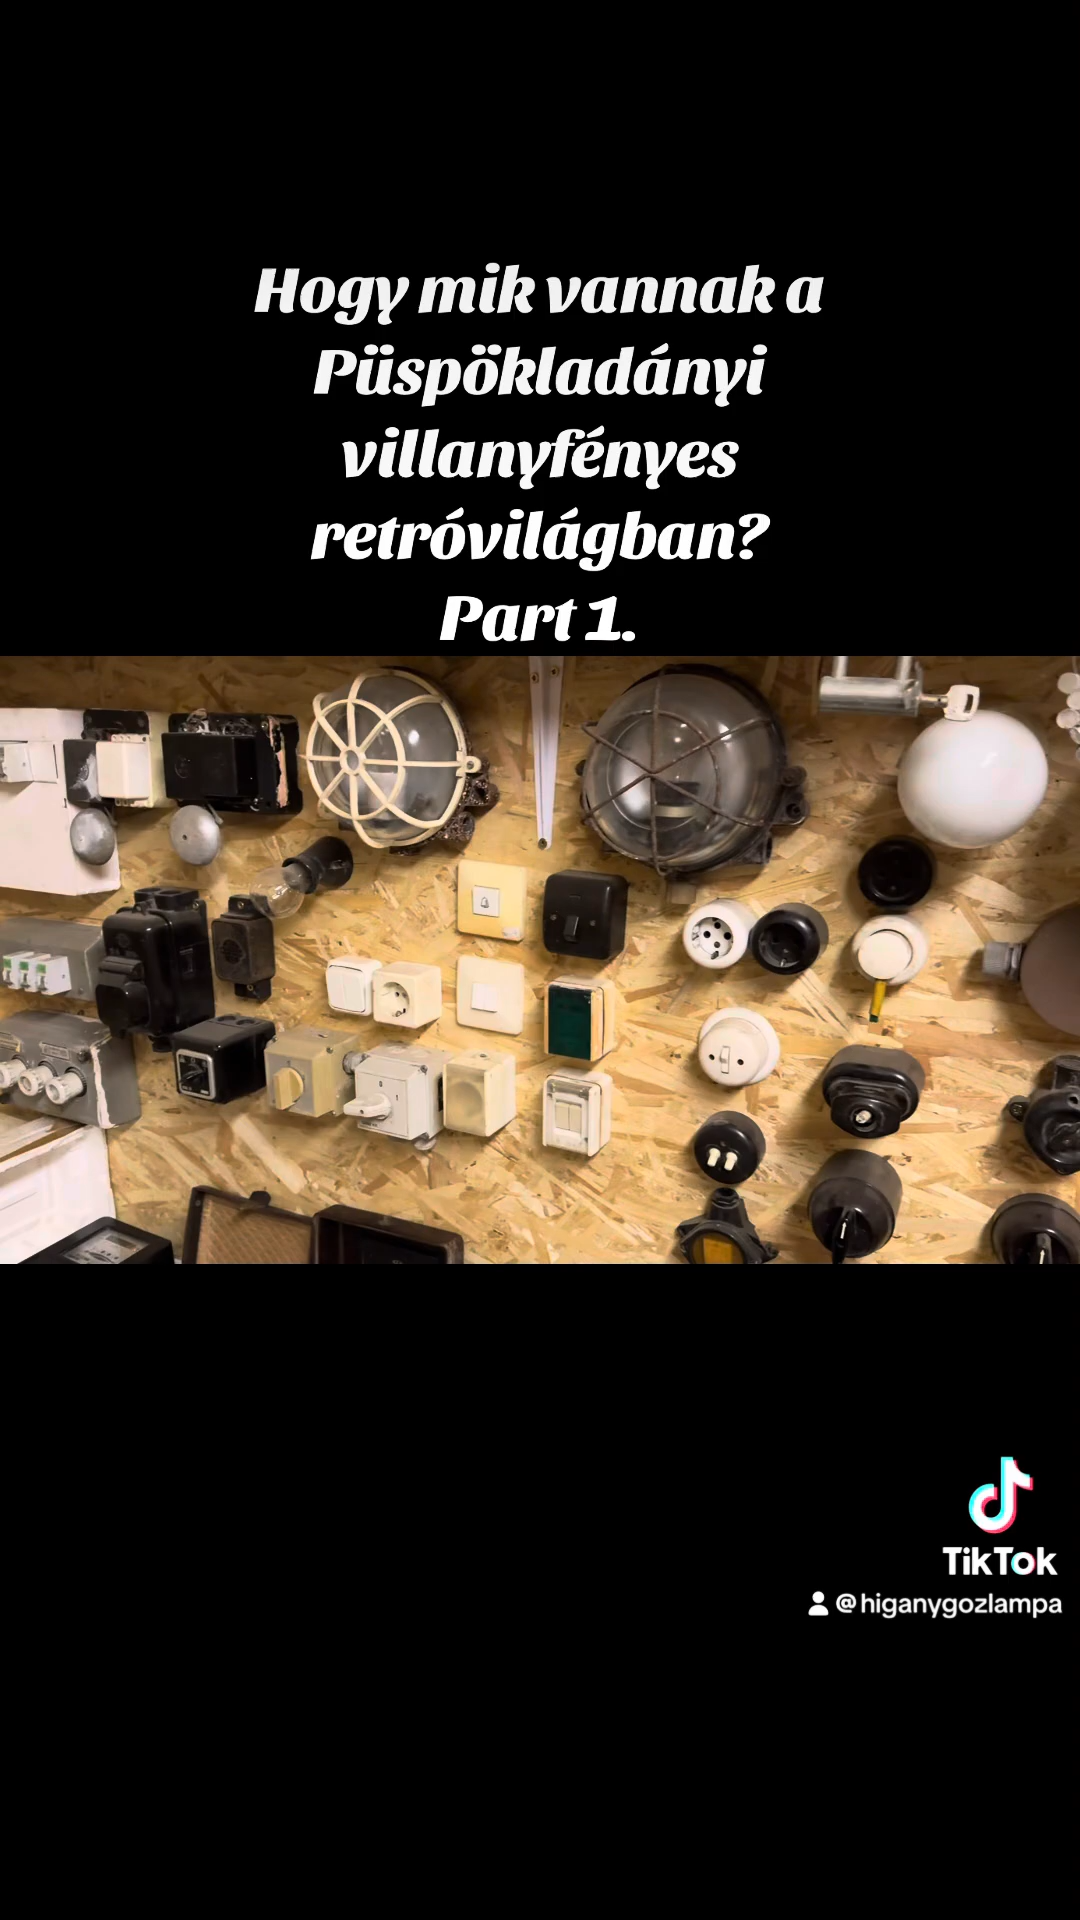 Hogy mik vannak a
Püspökladányi
villanyfényes
retróvilágban?
Part 1.
TikTok
@higanygozlampa